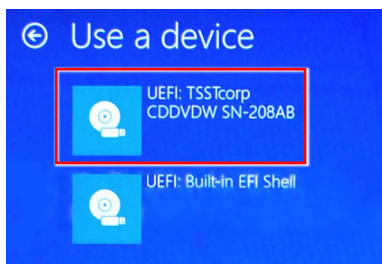 Use a device
UEFI: TSSTcorp
CDDVDW SN-208AB
UEFI: Built-in EFI Shell